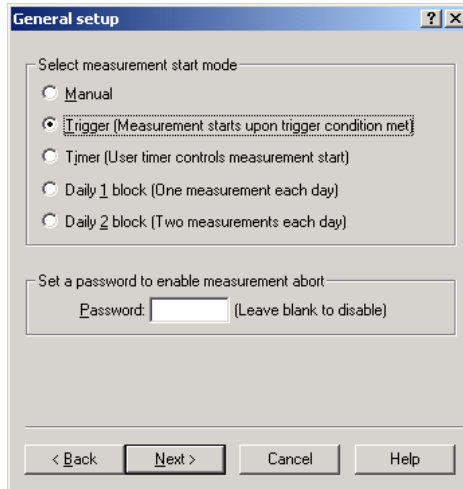 General setup
Select measurement start mode
Manual
Trigger (Measurement starts upon trigger condition met)
Timer (User timer controls measurement start)
Daily 1 block (One measurement each day)
Daily 2 block (Two measurements each day)
Set a password to enable measurement abort
Password: (Leave blank to disable)
< Back Next > Cancel Help